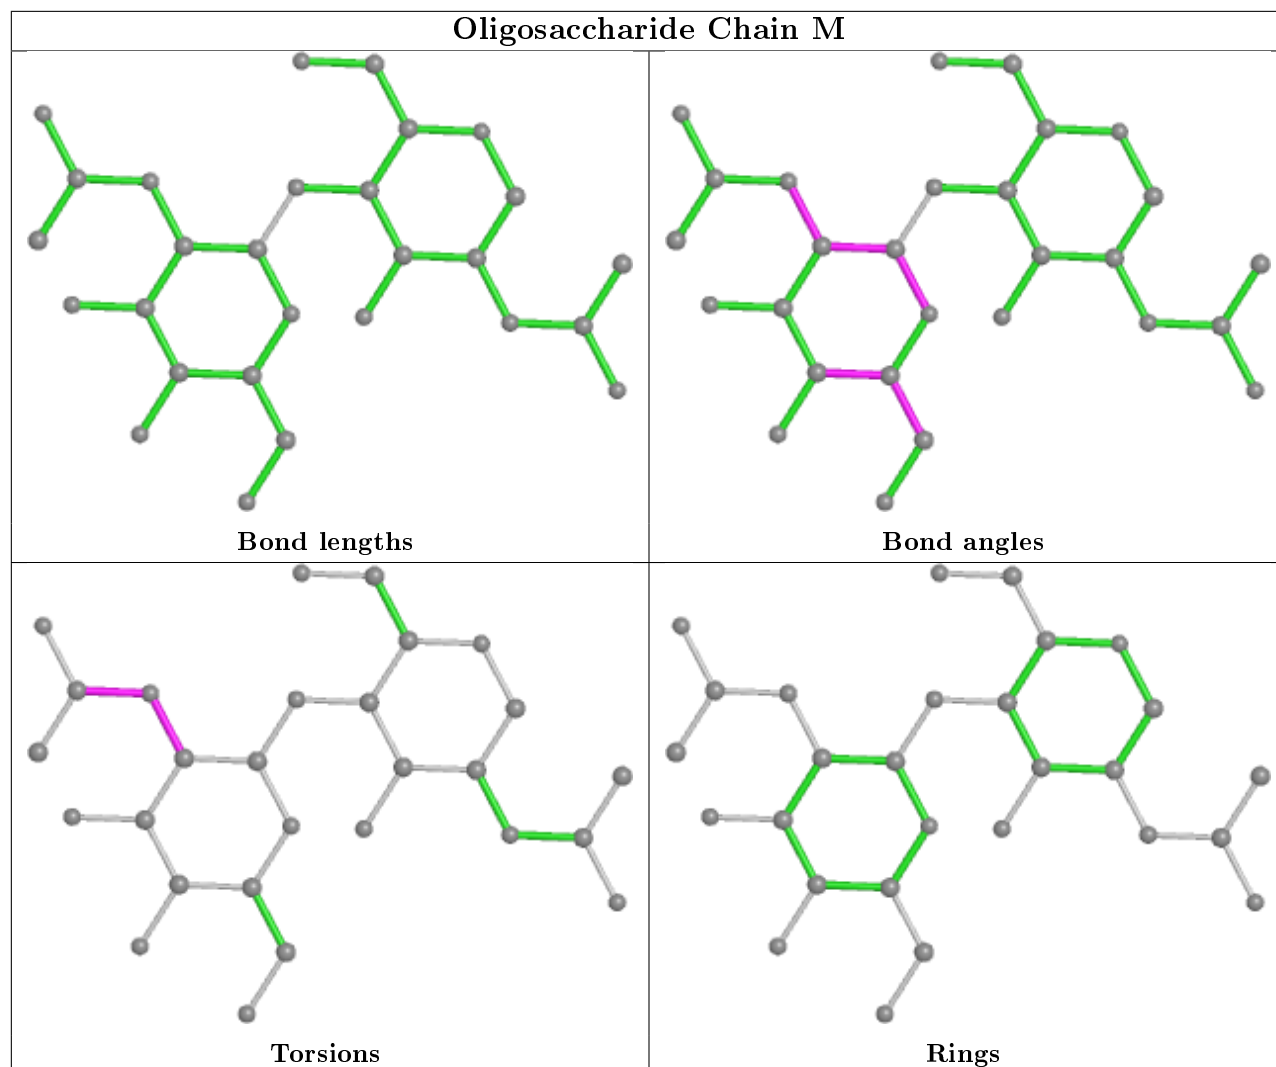 Oligosaccharide Chain M
Bond lengths
Bond angles
Torsions
Rings